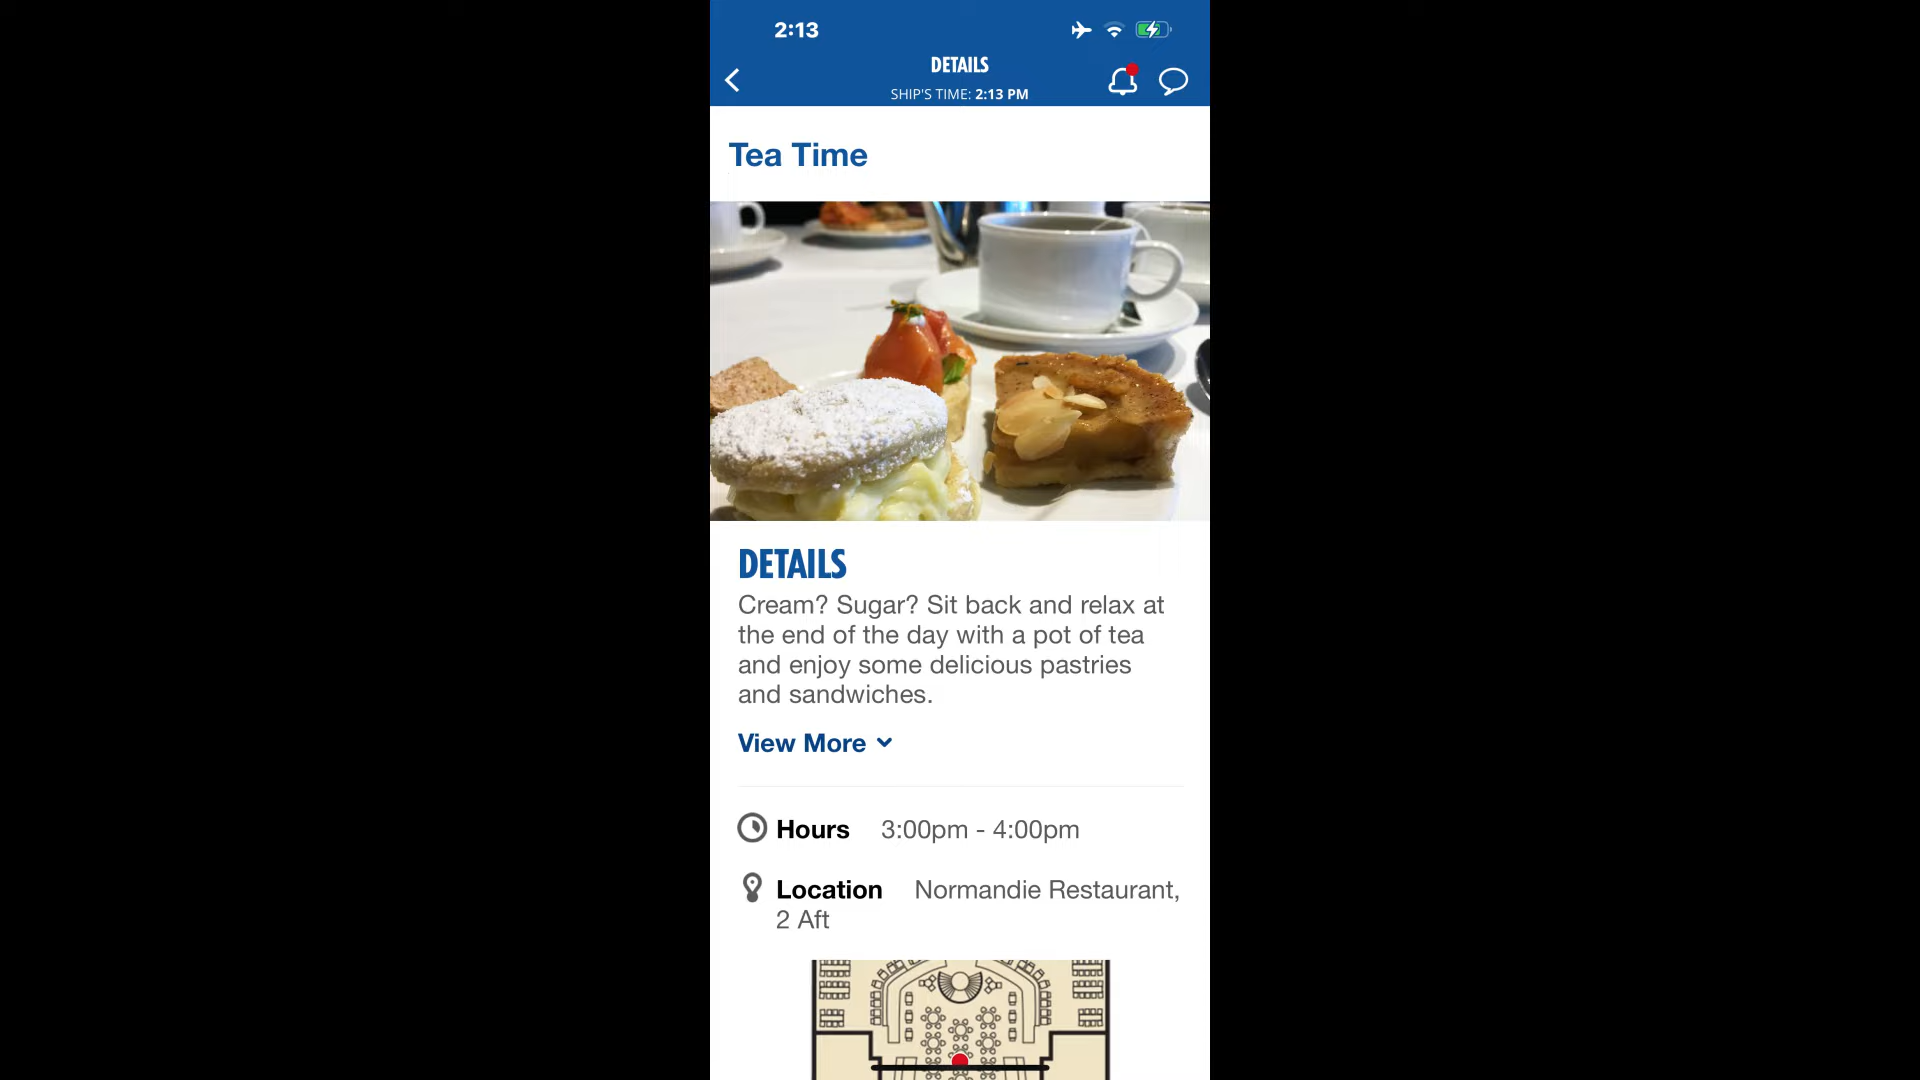 2:13
DETAILS
SHIP'S TIME: 2:13 PM
Tea Time
DETAILS
Cream? Sugar? Sit back and relax at
the end of the day with a pot of tea
and enjoy some delicious pastries
and sandwiches.
View More
Hours 3:00pm - 4:00pm
Location Normandie Restaurant,
2 Aft